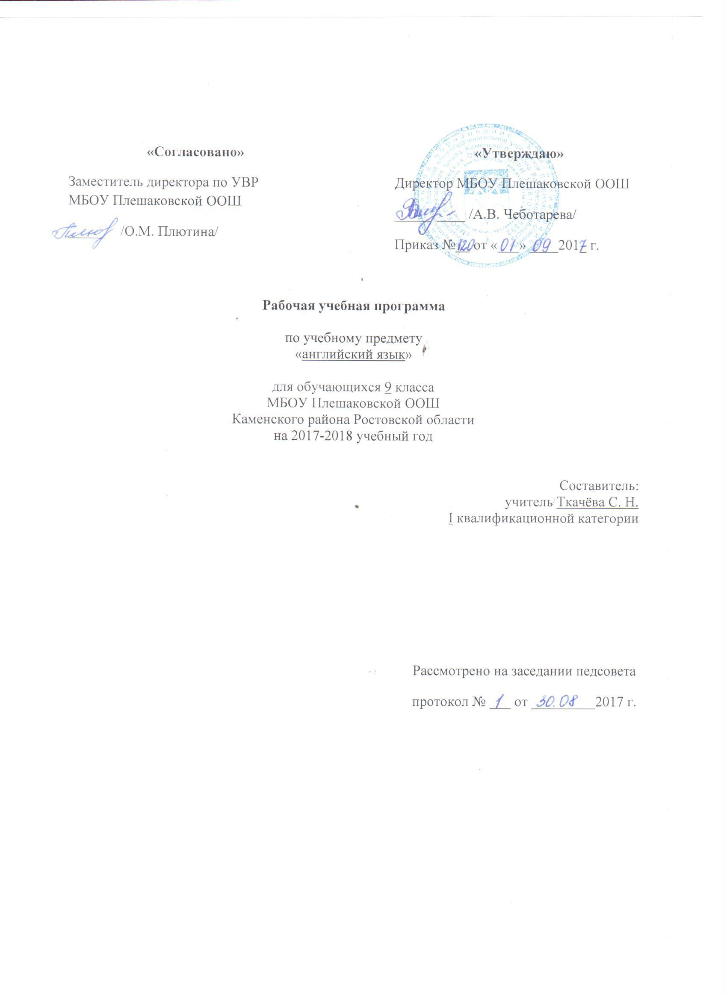 «Согласовано»
Заместитель директора по УВР
МБОУ Плешаковской ООШ
/О.М. Плютина/
«Утверждаю»
Директор МБОУ Плешаковской ООШ
/А.В. Чеботарева/
Приказ № 120 от «01» 09 2017 г.
Рабочая учебная программа
по учебному предмету
«английский язык»
для обучающихся 9 класса
МБОУ Плешаковской ООШ
Каменского района Ростовской области
на 2017-2018 учебный год
Составитель:
учитель Ткачёва С. Н.
I квалификационной категории
Рассмотрено на заседании педсовета
протокол № 1 от 30.08 2017 г.